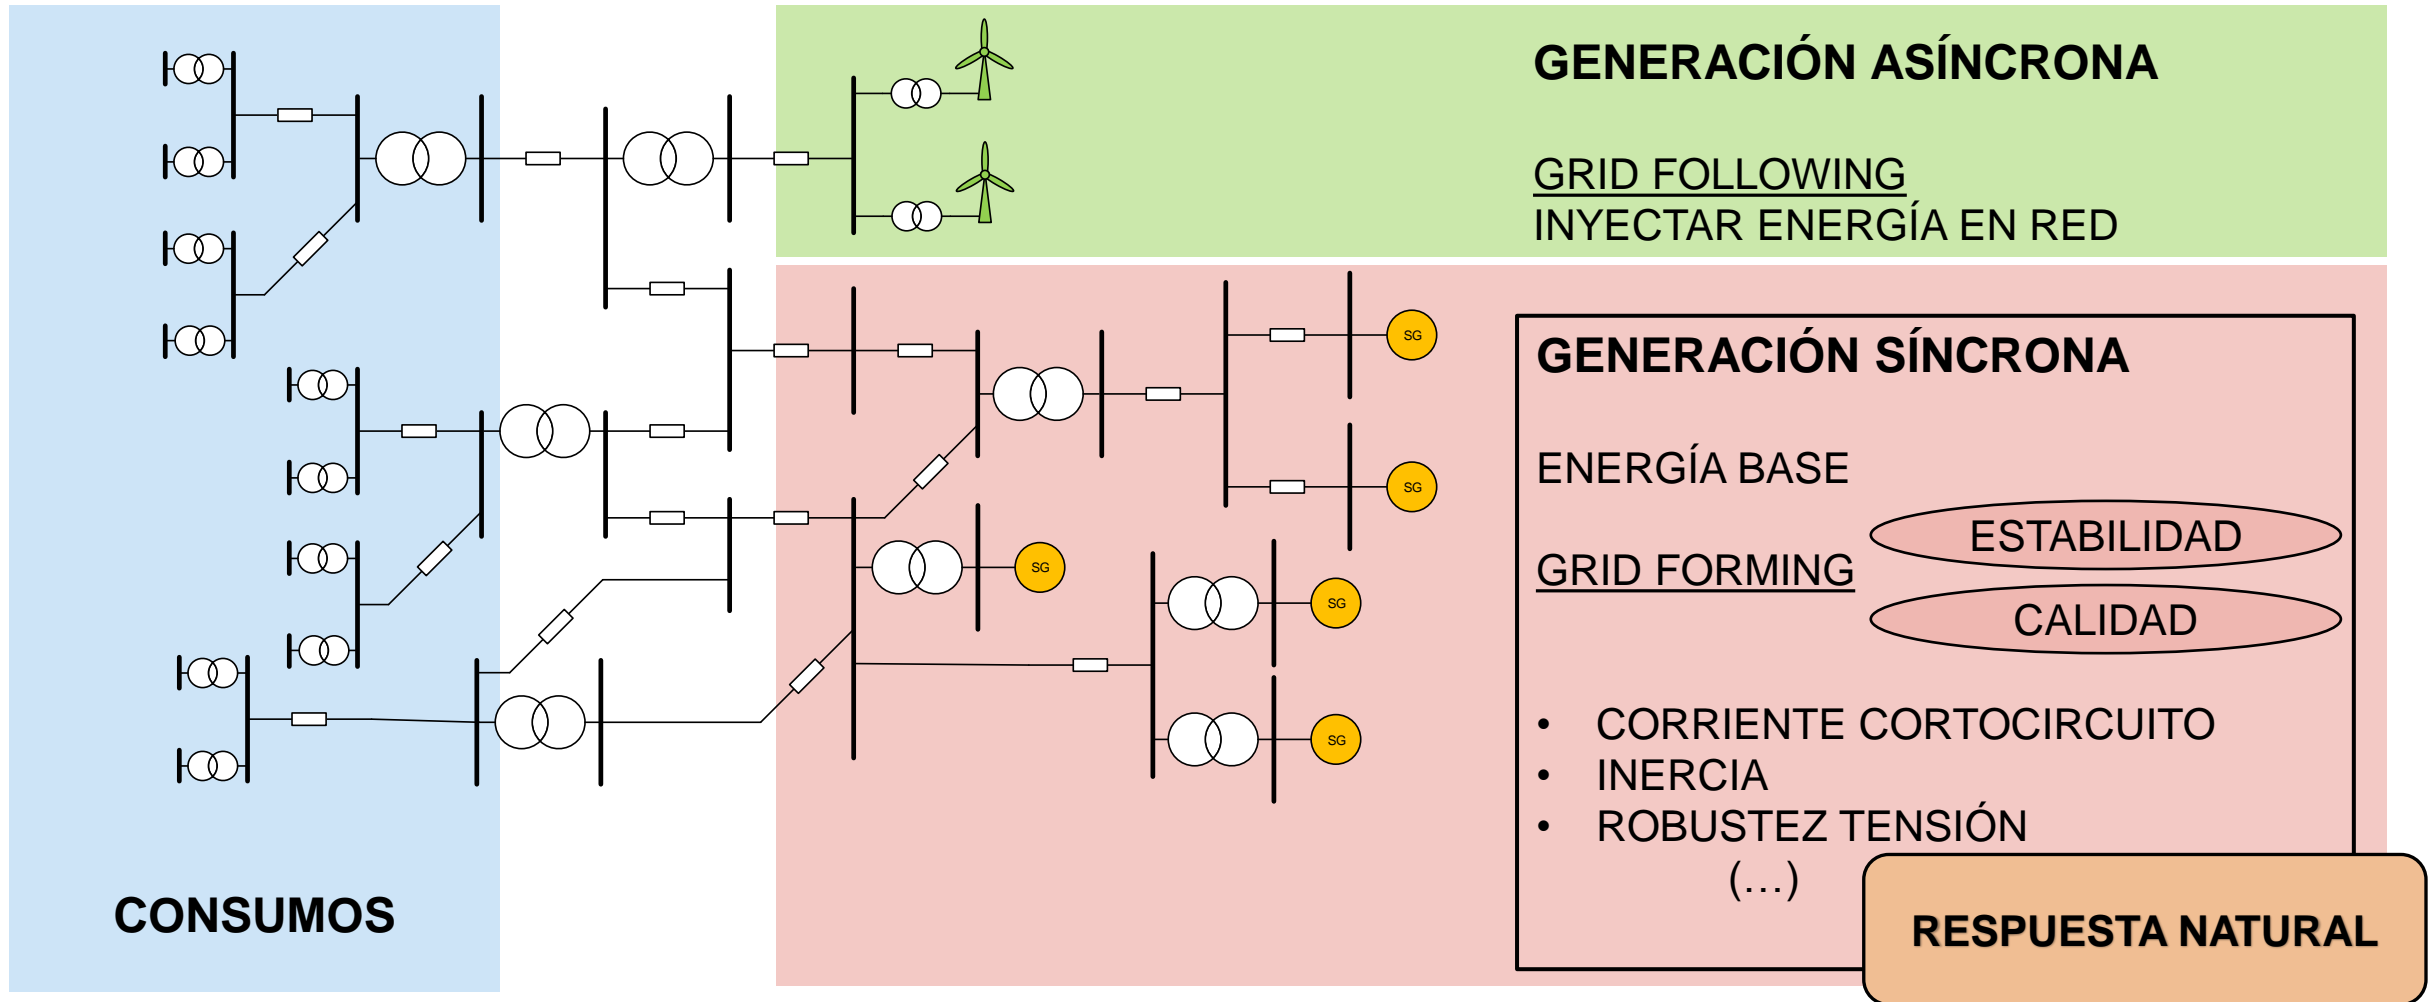 GENERACIÓN ASÍNCRONA
GRID FOLLOWING
INYECTAR ENERGÍA EN RED
SG
SG
SG
SG
SG
GENERACIÓN SÍNCRONA
ENERGÍA BASE
ESTABILIDAD
GRID FORMING
CALIDAD
• CORRIENTE CORTOCIRCUITO
• INERCIA
• ROBUSTEZ TENSIÓN
(...)
CONSUMOS
RESPUESTA NATURAL